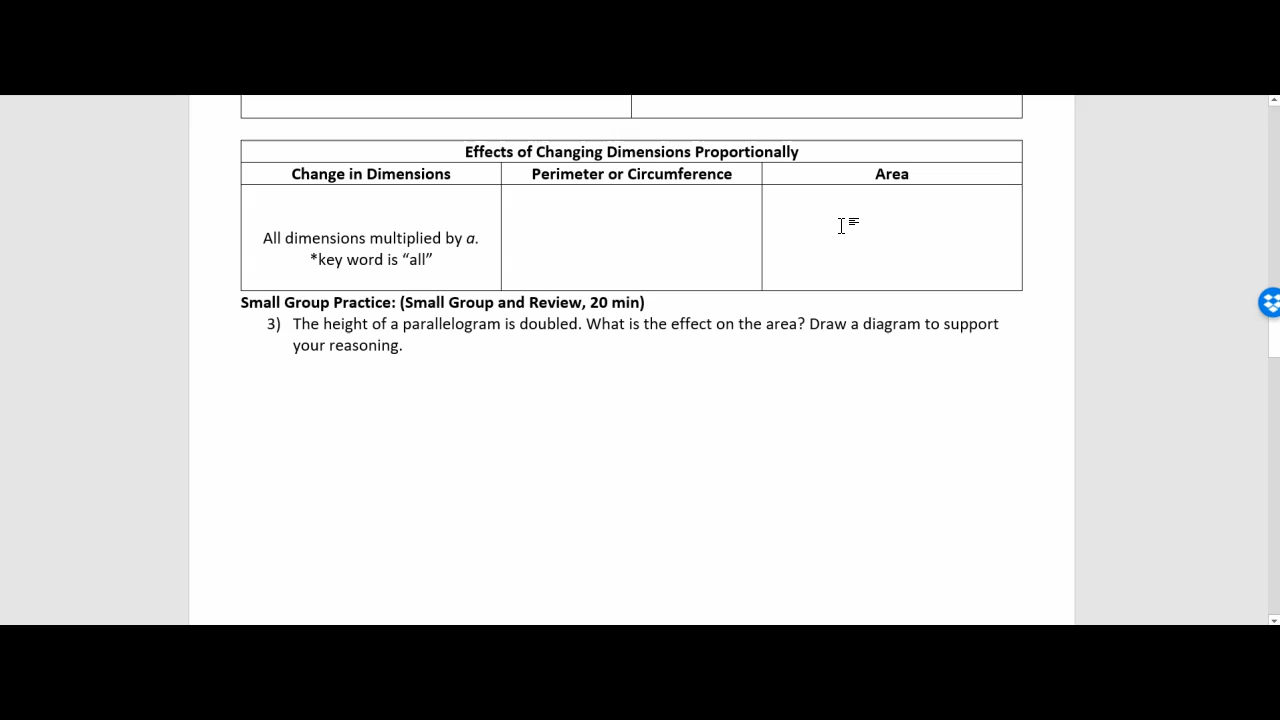 Effects of Changing Dimensions Proportionally
Change in Dimensions Perimeter or Circumference Area
All dimensions multiplied by a.
*key word is “all”
Small Group Practice: (Small Group and Review, 20 min)
3) The height of a parallelogram is doubled. What is the effect on the area? Draw a diagram to support
your reasoning.